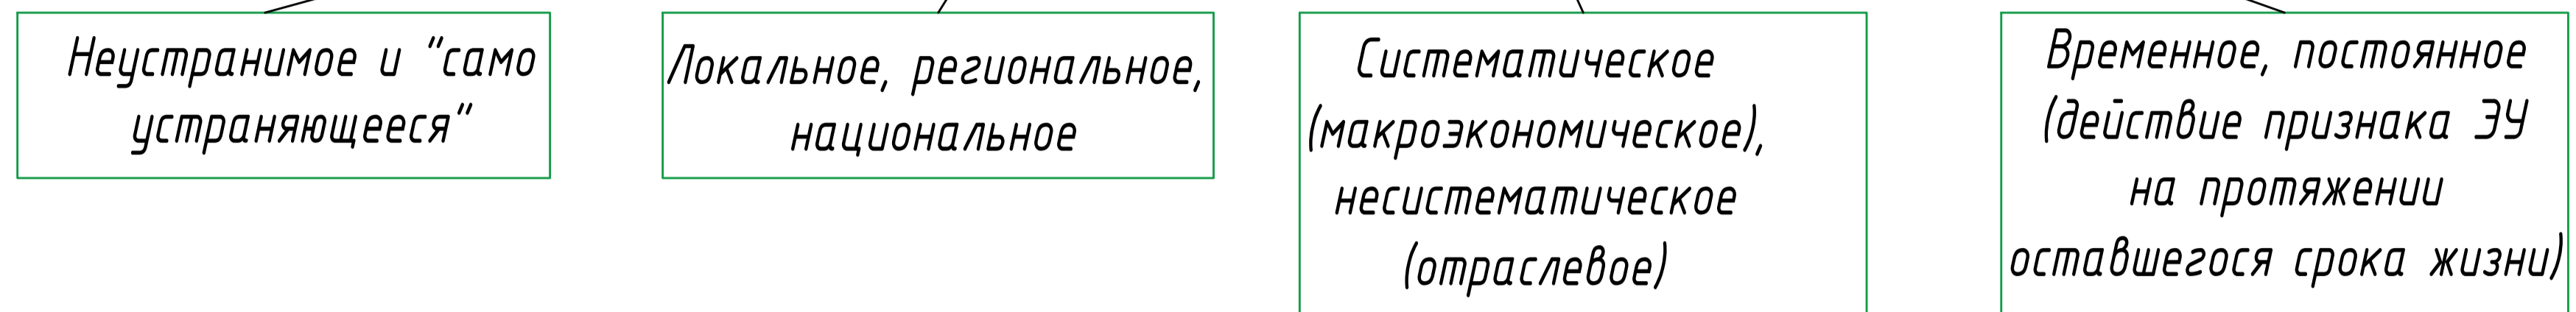 Неустранимое и "само
устраняющееся"
Локальное, региональное,
национальное
Систематическое
(макроэкономическое),
несистематическое
(отраслевое)
Временное, постоянное
(действие признака ЭУ
на протяжении
оставшегося срока жизни)